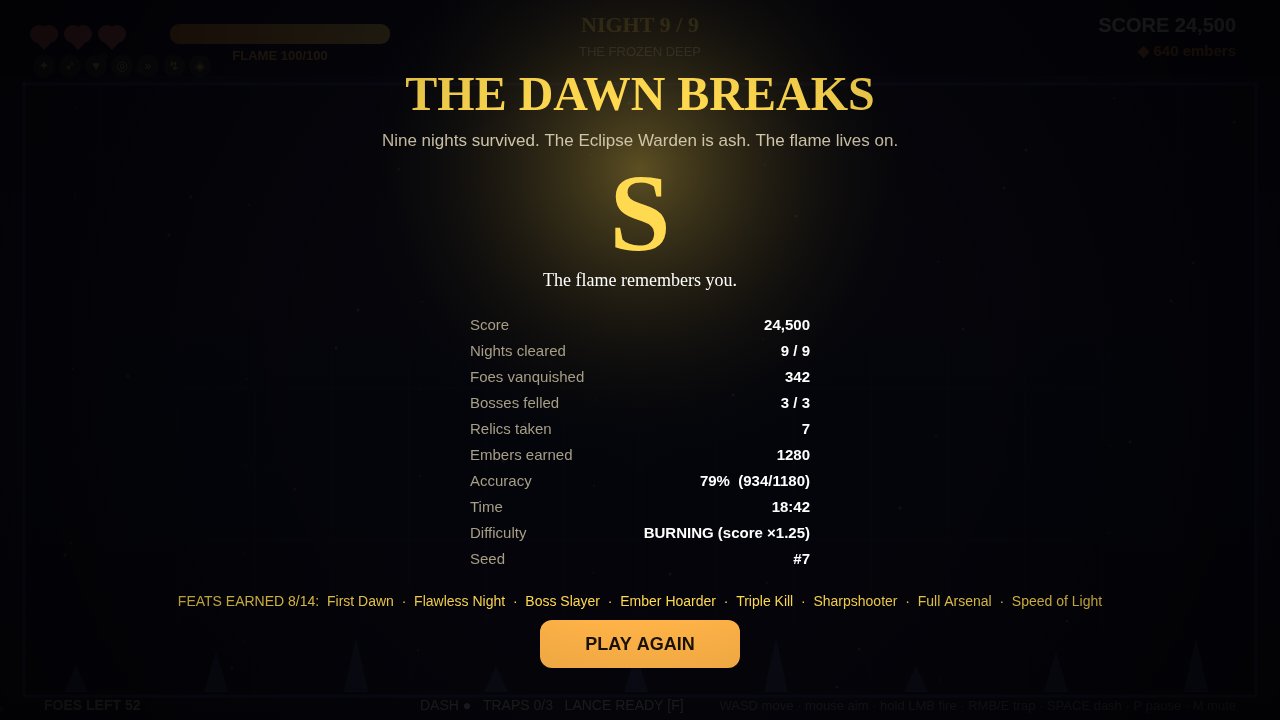 NIGHT 9 / 9
SCORE 24,500
FLAME 100/100
THE FROZEN DEEP
◆ 640 embers
THE DAWN BREAKS
Nine nights survived. The Eclipse Warden is ash. The flame lives on.
S
The flame remembers you.
Score 24,500
Nights cleared 9 / 9
Foes vanquished 342
Bosses felled 3 / 3
Relics taken 7
Embers earned 1280
Accuracy 79% (934/1180)
Time 18:42
Difficulty BURNING (score ×1.25)
Seed #7
FEATS EARNED 8/14: First Dawn · Flawless Night · Boss Slayer · Ember Hoarder · Triple Kill · Sharpshooter · Full Arsenal · Speed of Light
PLAY AGAIN
FOES LEFT 52
DASH ● TRAPS 0/3 LANCE READY [F]
WASD move · mouse aim · hold LMB fire · RMB/E trap · SPACE dash · P pause · M mute